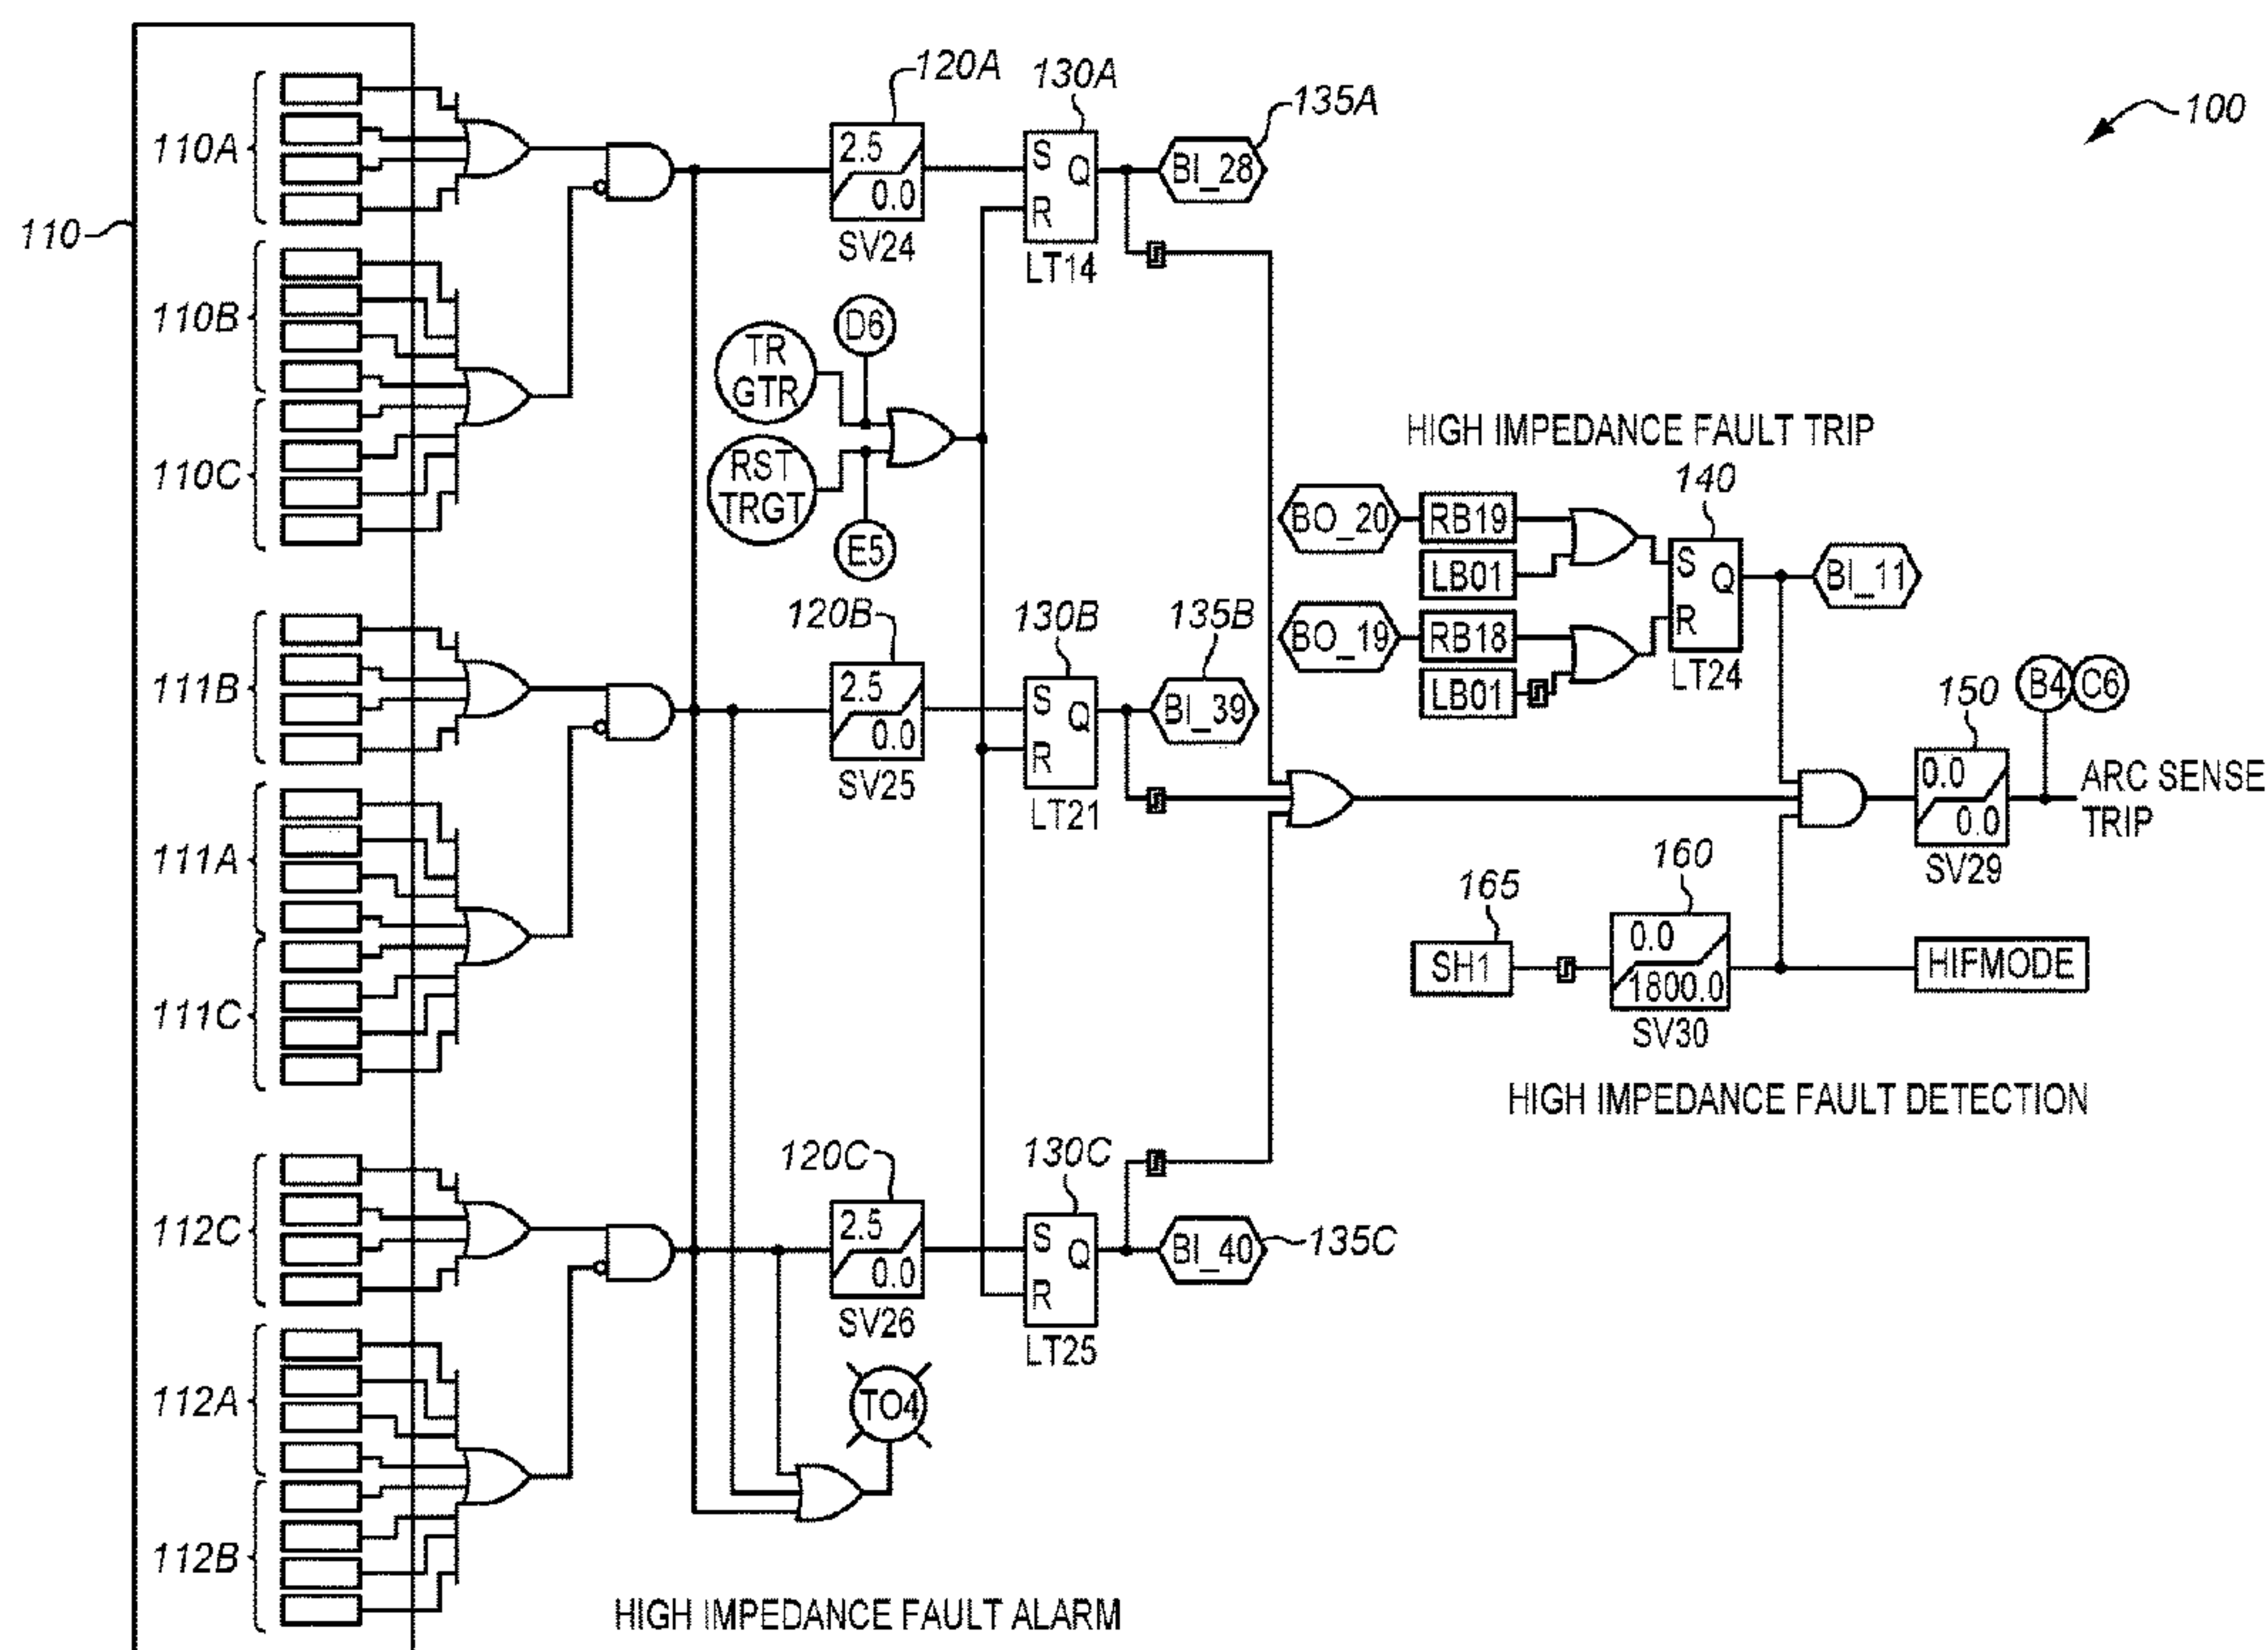 120A
130A
135A
100
110A
2.5
0.0
SV24
S
Q
R
LT14
BI_28
110
110B
TR
GTR
D6
110C
RST
TRGT
E5
HIGH IMPEDANCE FAULT TRIP
140
BO_20
RB19
LB01
S
Q
R
LT24
BI_11
BO_19
RB18
LB01
120B
130B
135B
111B
2.5
0.0
SV25
S
Q
R
LT21
BI_39
150
B4
C6
0.0
0.0
SV29
ARC SENSE
TRIP
111A
160
165
SH1
0.0
1800.0
SV30
HIFMODE
111C
HIGH IMPEDANCE FAULT DETECTION
120C
130C
112C
2.5
0.0
SV26
S
Q
R
LT25
BI_40
135C
112A
TO4
112B
HIGH IMPEDANCE FAULT ALARM